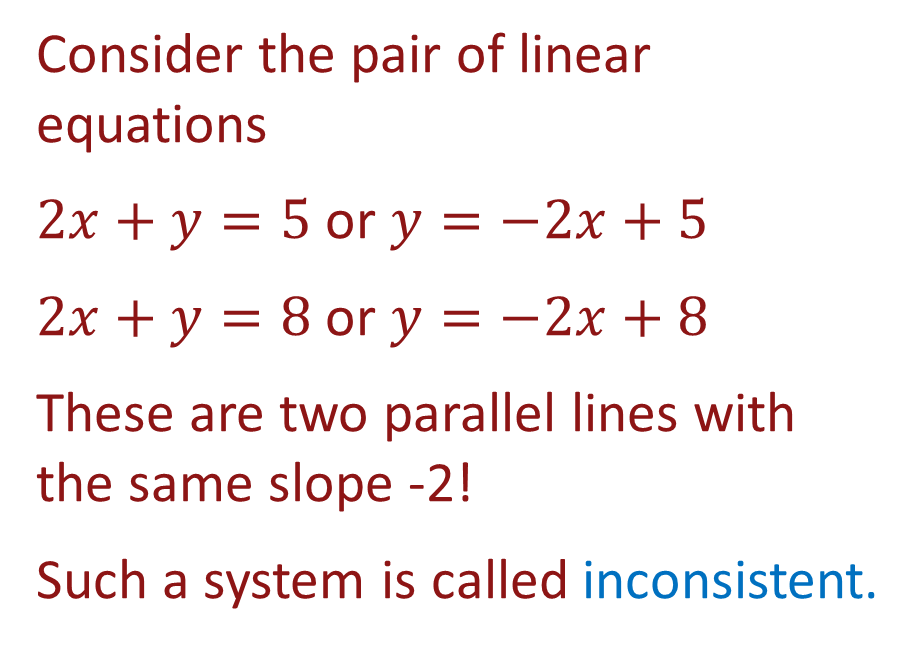 Consider the pair of linear
equations
2x + y = 5 or y = −2x + 5
2x + y = 8 or y = −2x + 8
These are two parallel lines with
the same slope -2!
Such a system is called inconsistent.